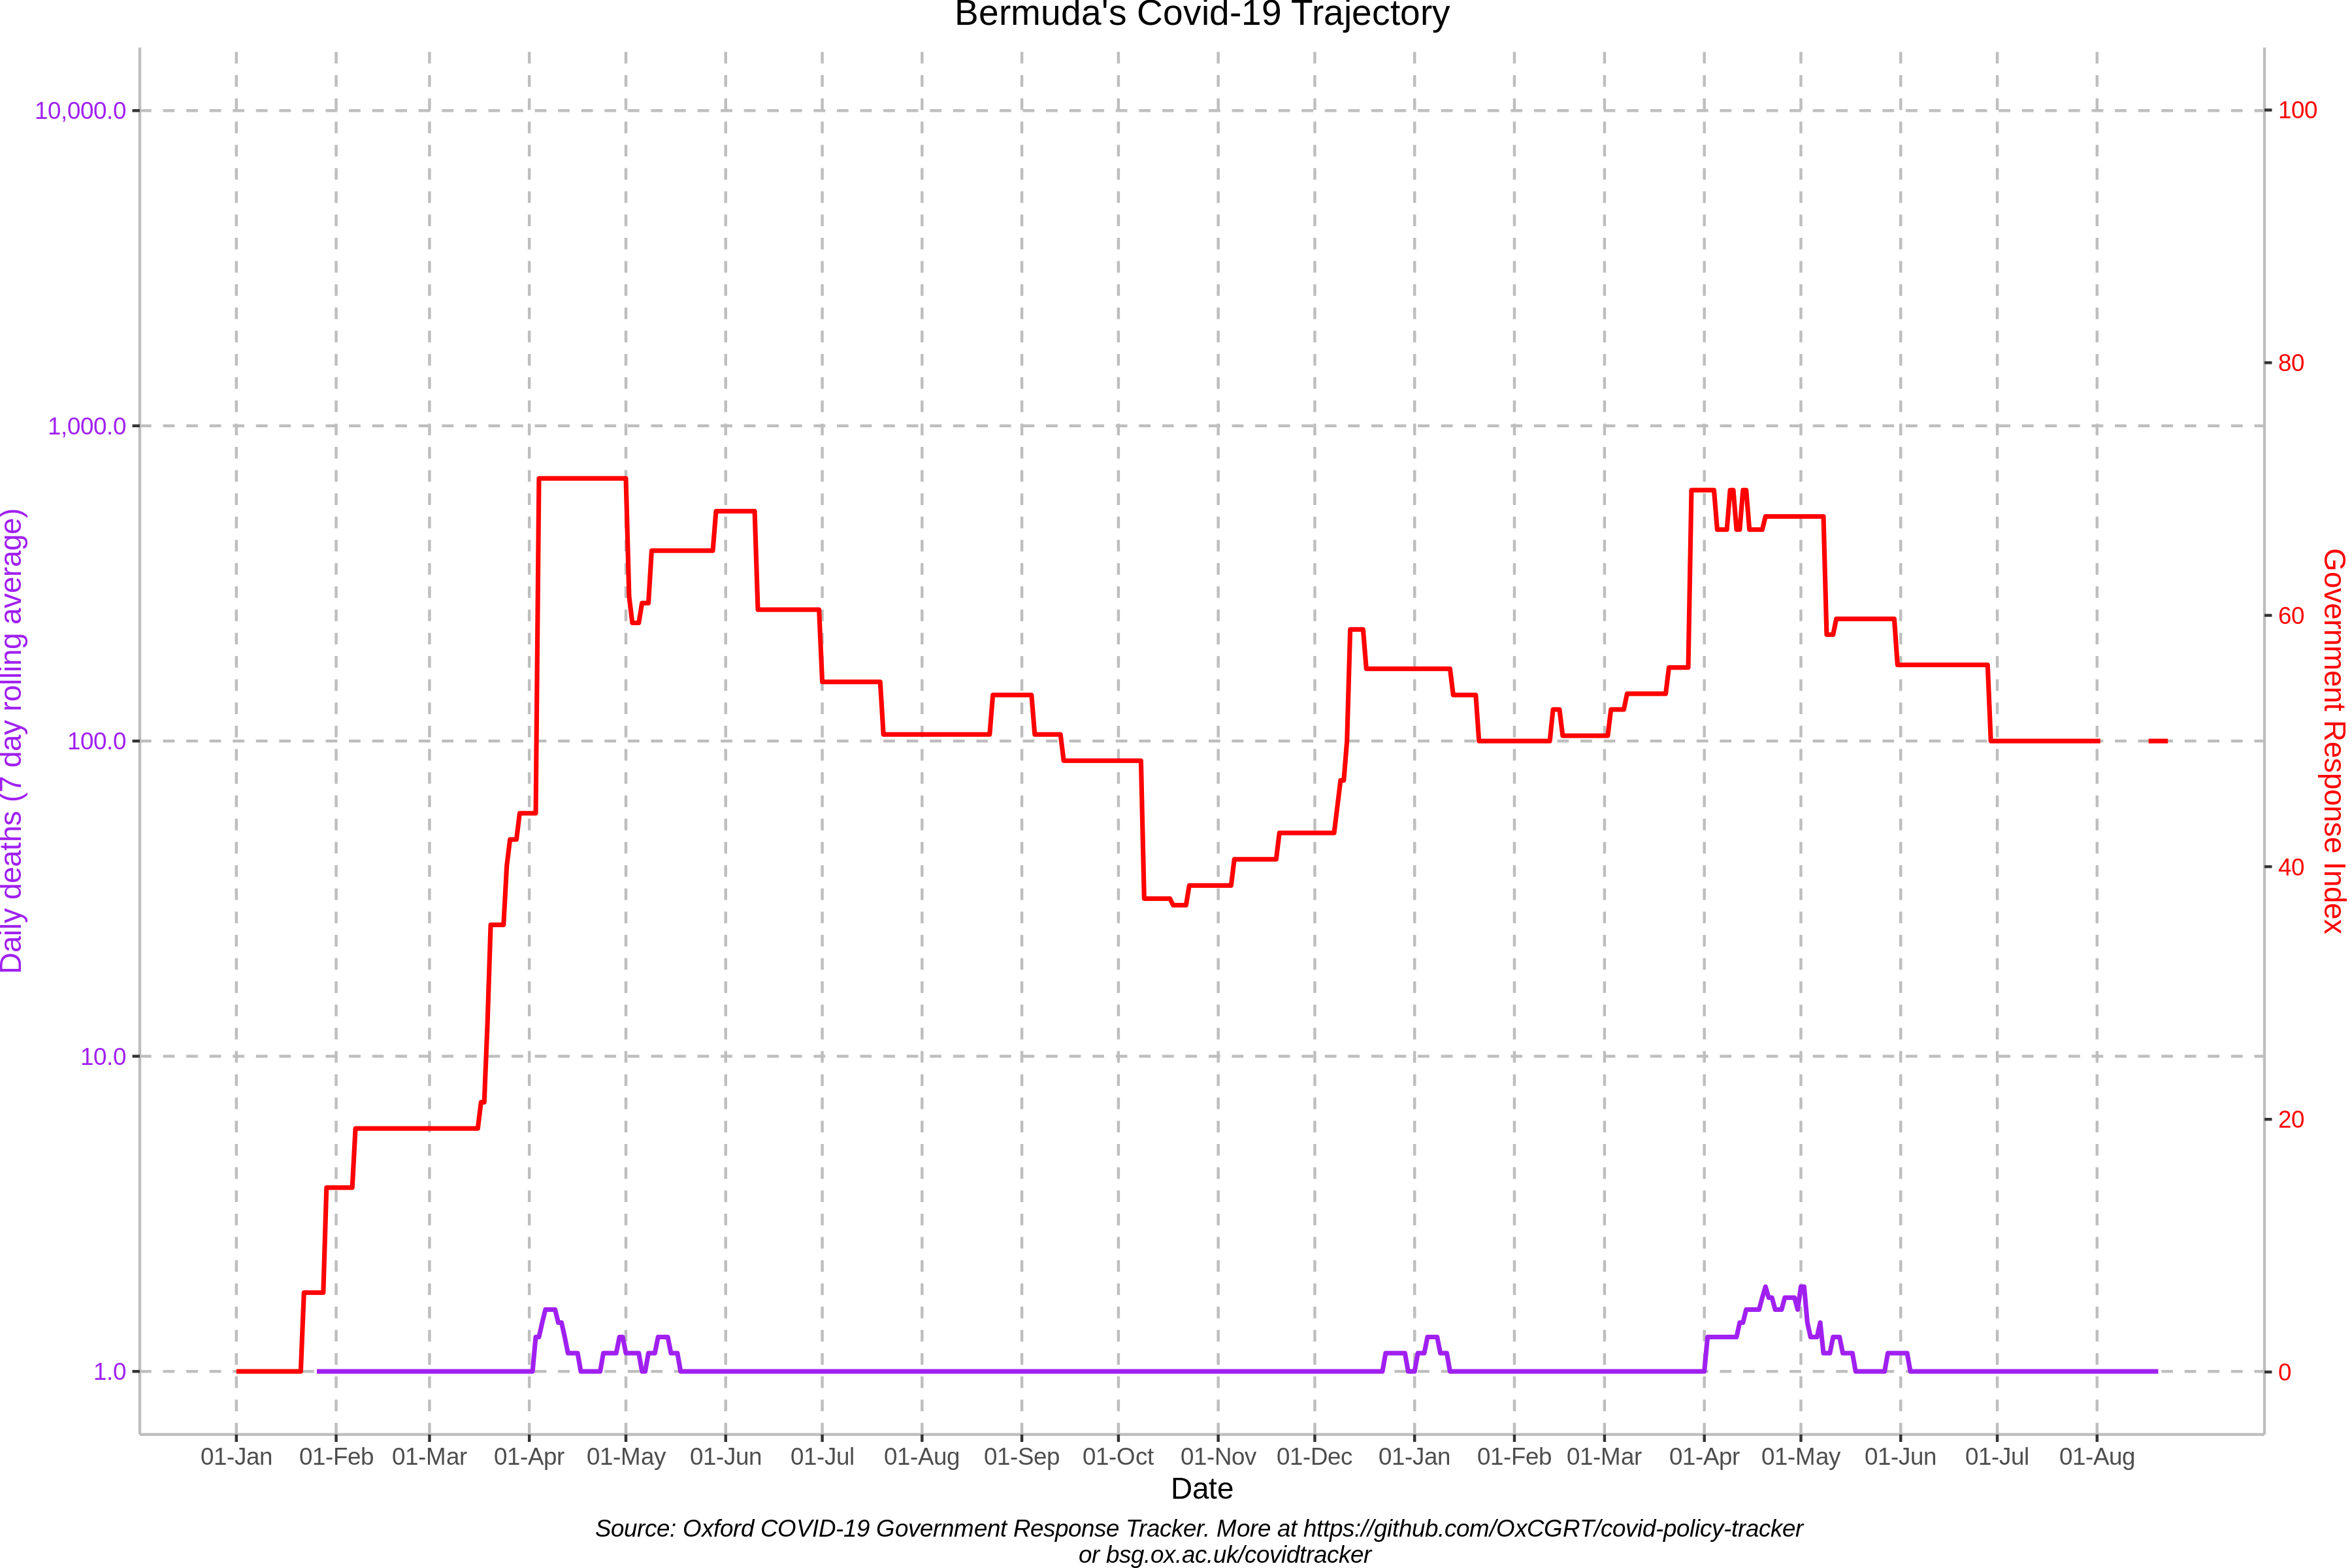 Bermuda's Covid-19 Trajectory
10,000.0
1,000.0
100.0
10.0
1.0
Daily deaths (7 day rolling average)
100
80
60
40
20
0
Government Response Index
01-Jan 01-Feb 01-Mar 01-Apr 01-May 01-Jun 01-Jul 01-Aug 01-Sep 01-Oct 01-Nov 01-Dec 01-Jan 01-Feb 01-Mar 01-Apr 01-May 01-Jun 01-Jul 01-Aug
Date
Source: Oxford COVID-19 Government Response Tracker. More at https://github.com/OxCGRT/covid-policy-tracker
or bsg.ox.ac.uk/covidtracker